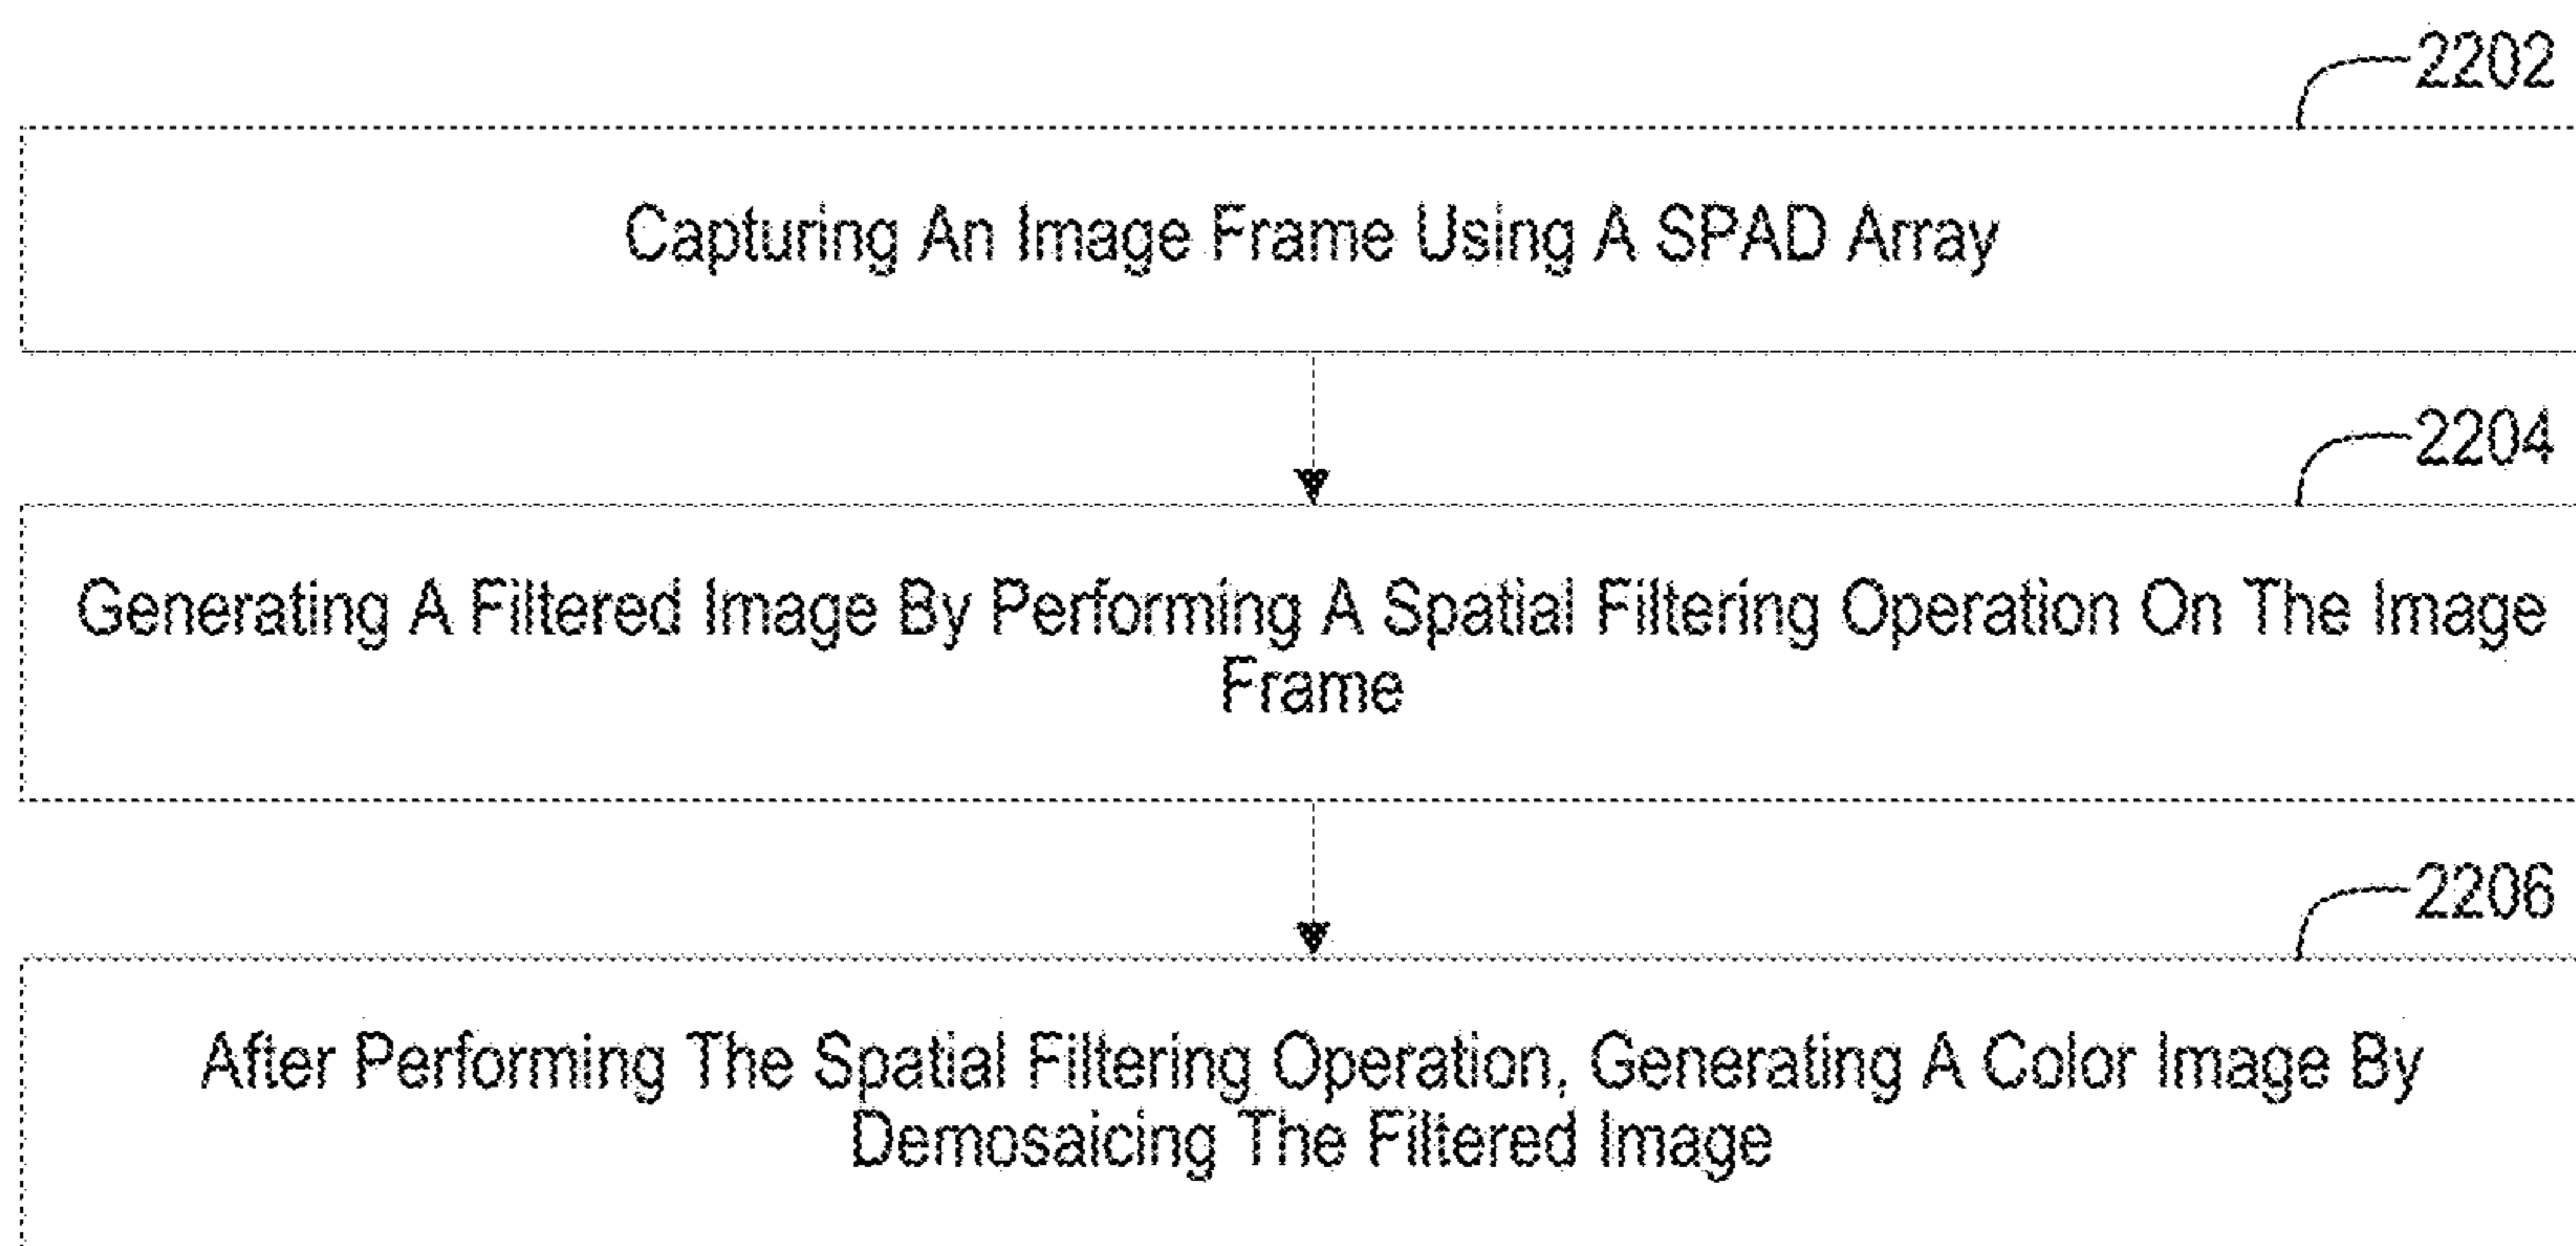 2202
Capturing An Image Frame Using A SPAD Array
2204
Generating A Filtered Image By Performing A Spatial Filtering Operation On The Image
Frame
2206
After Performing The Spatial Filtering Operation, Generating A Color Image By
Demosaicing The Filtered Image